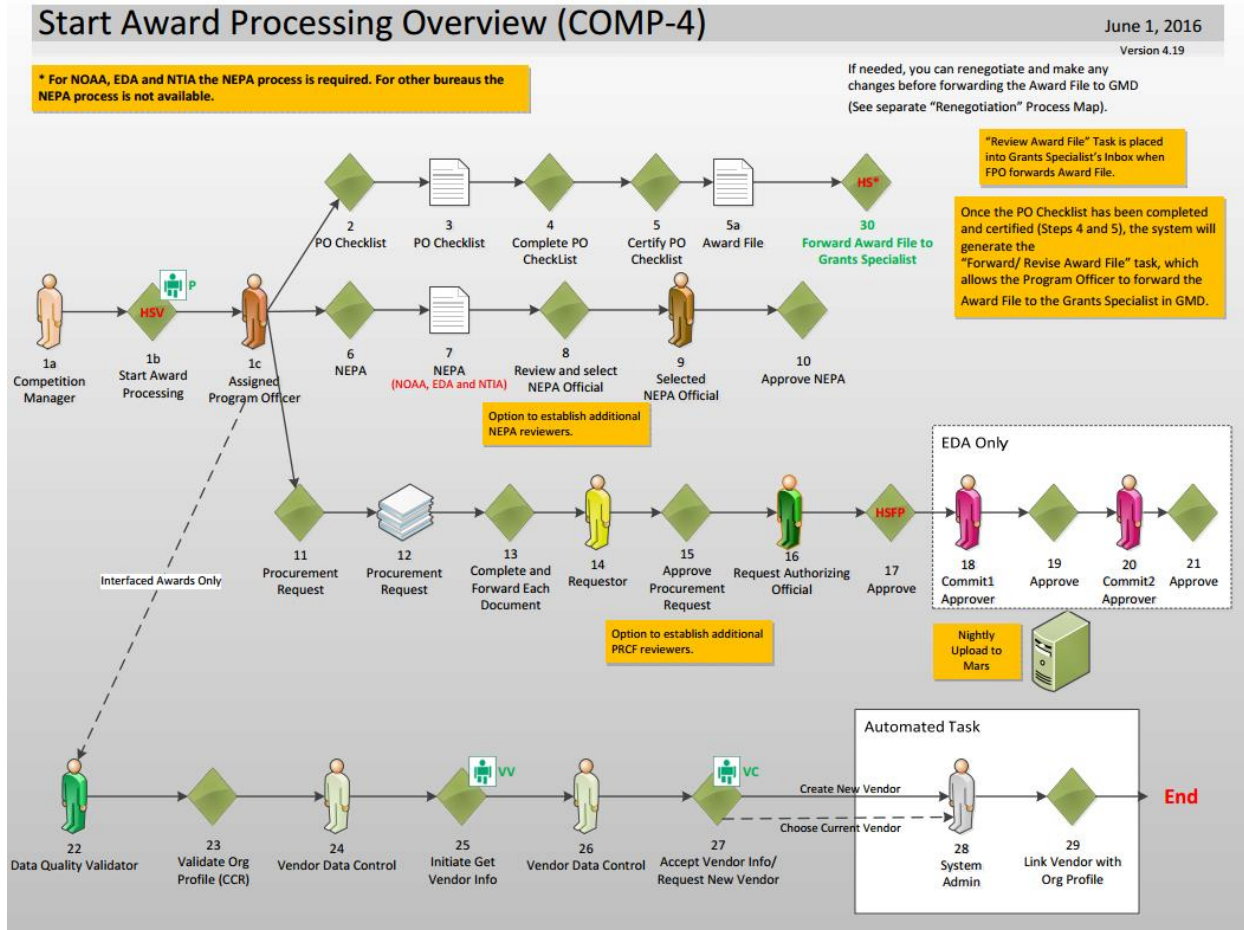 Start Award Processing Overview (COMP-4)
June 1, 2016
Version 4.19
* For NOAA, EDA and NTIA the NEPA process is required. For other bureaus the
NEPA process is not available.
If needed, you can renegotiate and make any
changes before forwarding the Award File to GMD
(See separate “Renegotiation” Process Map).
“Review Award File” Task is placed
into Grants Specialist’s Inbox when
FPO forwards Award File.
HS*
2
PO Checklist
3
PO Checklist
4
Complete PO
CheckList
5
Certify PO
Checklist
5a
Award File
30
Forward Award File to
Grants Specialist
Once the PO Checklist has been completed
and certified (Steps 4 and 5), the system will
generate the
“Forward/ Revise Award File” task, which
allows the Program Officer to forward the
Award File to the Grants Specialist in GMD.
P
HSV
1a
Competition
Manager
1b
Start Award
Processing
1c
Assigned
Program Officer
6
NEPA
7
NEPA
(NOAA, EDA and NTIA)
8
Review and select
NEPA Official
9
Selected
NEPA Official
10
Approve NEPA
Option to establish additional
NEPA reviewers.
EDA Only
HSFP
11
Procurement
Request
12
Procurement
Request
13
Complete and
Forward Each
Document
14
Requestor
15
Approve
Procurement
Request
16
Request Authorizing
Official
17
Approve
18
Commit1
Approver
19
Approve
20
Commit2
Approver
21
Approve
Interfaced Awards Only
Option to establish additional
PRCF reviewers.
Nightly
Upload to
Mars
Automated Task
VV
VC
Create New Vendor
Choose Current Vendor
End
22
Data Quality Validator
23
Validate Org
Profile (CCR)
24
Vendor Data Control
25
Initiate Get
Vendor Info
26
Vendor Data Control
27
Accept Vendor Info/
Request New Vendor
28
System
Admin
29
Link Vendor with
Org Profile